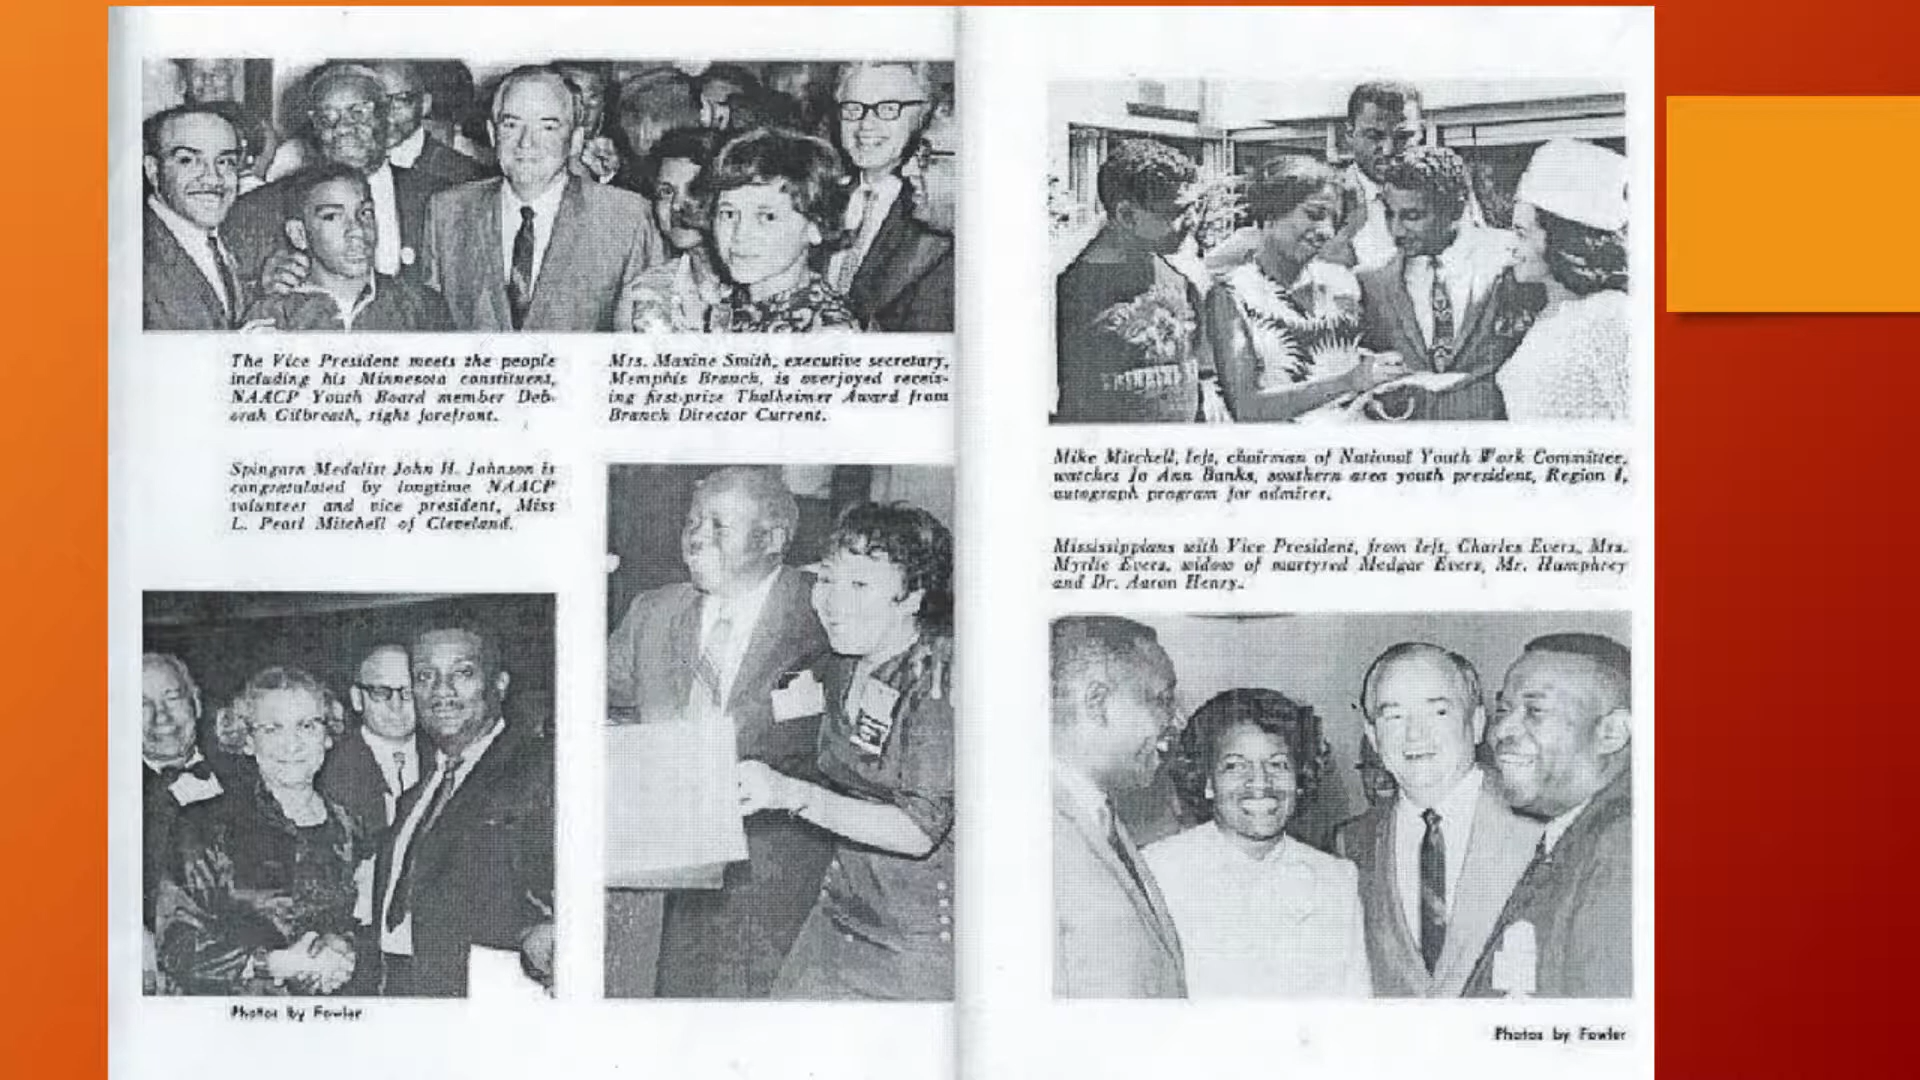 The Vice President meets the people
including his Minnesota constituent,
NAACP Youth Board member Deb-
orah Gilbreath, right forefront.
Mrs. Maxine Smith, executive secretary,
Memphis Branch, is overjoyed receiv-
ing first-prize Thalheimer Award from
Branch Director Current.
Spingarn Medalist John H. Johnson is
congratulated by longtime NAACP
volunteer and vice president, Miss
L. Pearl Mitchell of Cleveland.
Photos by Fowler
Mike Mitchell, left, chairman of National Youth Work Committee,
watches Jo Ann Banks, southern area youth president, Region I,
autograph program for admirer.
Mississippians with Vice President, from left, Charles Evers, Mrs.
Myrlie Evers, widow of martyred Medgar Evers, Mr. Humphrey
and Dr. Aaron Henry.
Photos by Fowler